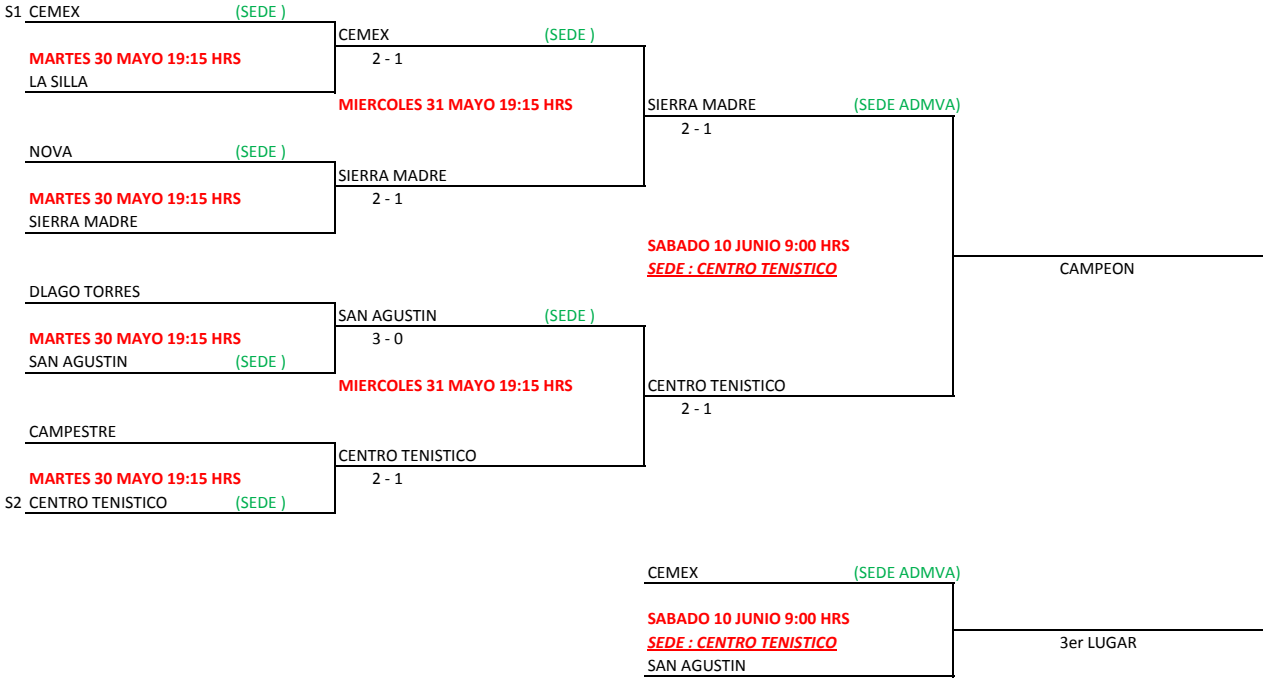 S1 CEMEX (SEDE )
CEMEX (SEDE )
MARTES 30 MAYO 19:15 HRS
2 - 1
LA SILLA
MIERCOLES 31 MAYO 19:15 HRS
SIERRA MADRE (SEDE ADMVA)
2 - 1
NOVA (SEDE )
SIERRA MADRE
MARTES 30 MAYO 19:15 HRS
2 - 1
SIERRA MADRE
SABADO 10 JUNIO 9:00 HRS
SEDE : CENTRO TENISTICO
CAMPEON
DLAGO TORRES
SAN AGUSTIN (SEDE )
MARTES 30 MAYO 19:15 HRS
3 - 0
SAN AGUSTIN (SEDE )
MIERCOLES 31 MAYO 19:15 HRS
CENTRO TENISTICO
2 - 1
CAMPESTRE
CENTRO TENISTICO
MARTES 30 MAYO 19:15 HRS
2 - 1
S2 CENTRO TENISTICO (SEDE )
CEMEX (SEDE ADMVA)
SABADO 10 JUNIO 9:00 HRS
SEDE : CENTRO TENISTICO
3er LUGAR
SAN AGUSTIN